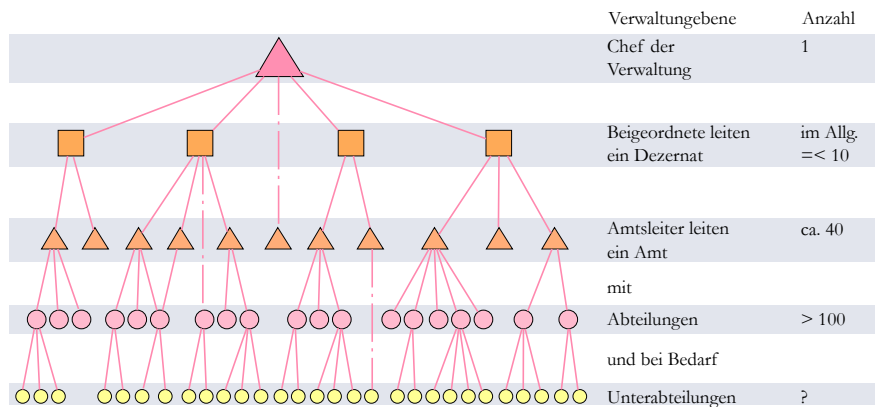 Verwaltungebene Anzahl
Chef der 1
Verwaltung
Beigeordnete leiten im Allg.
ein Dezernat =< 10
Amtsleiter leiten ca. 40
ein Amt
mit
Abteilungen > 100
und bei Bedarf
Unterabteilungen ?